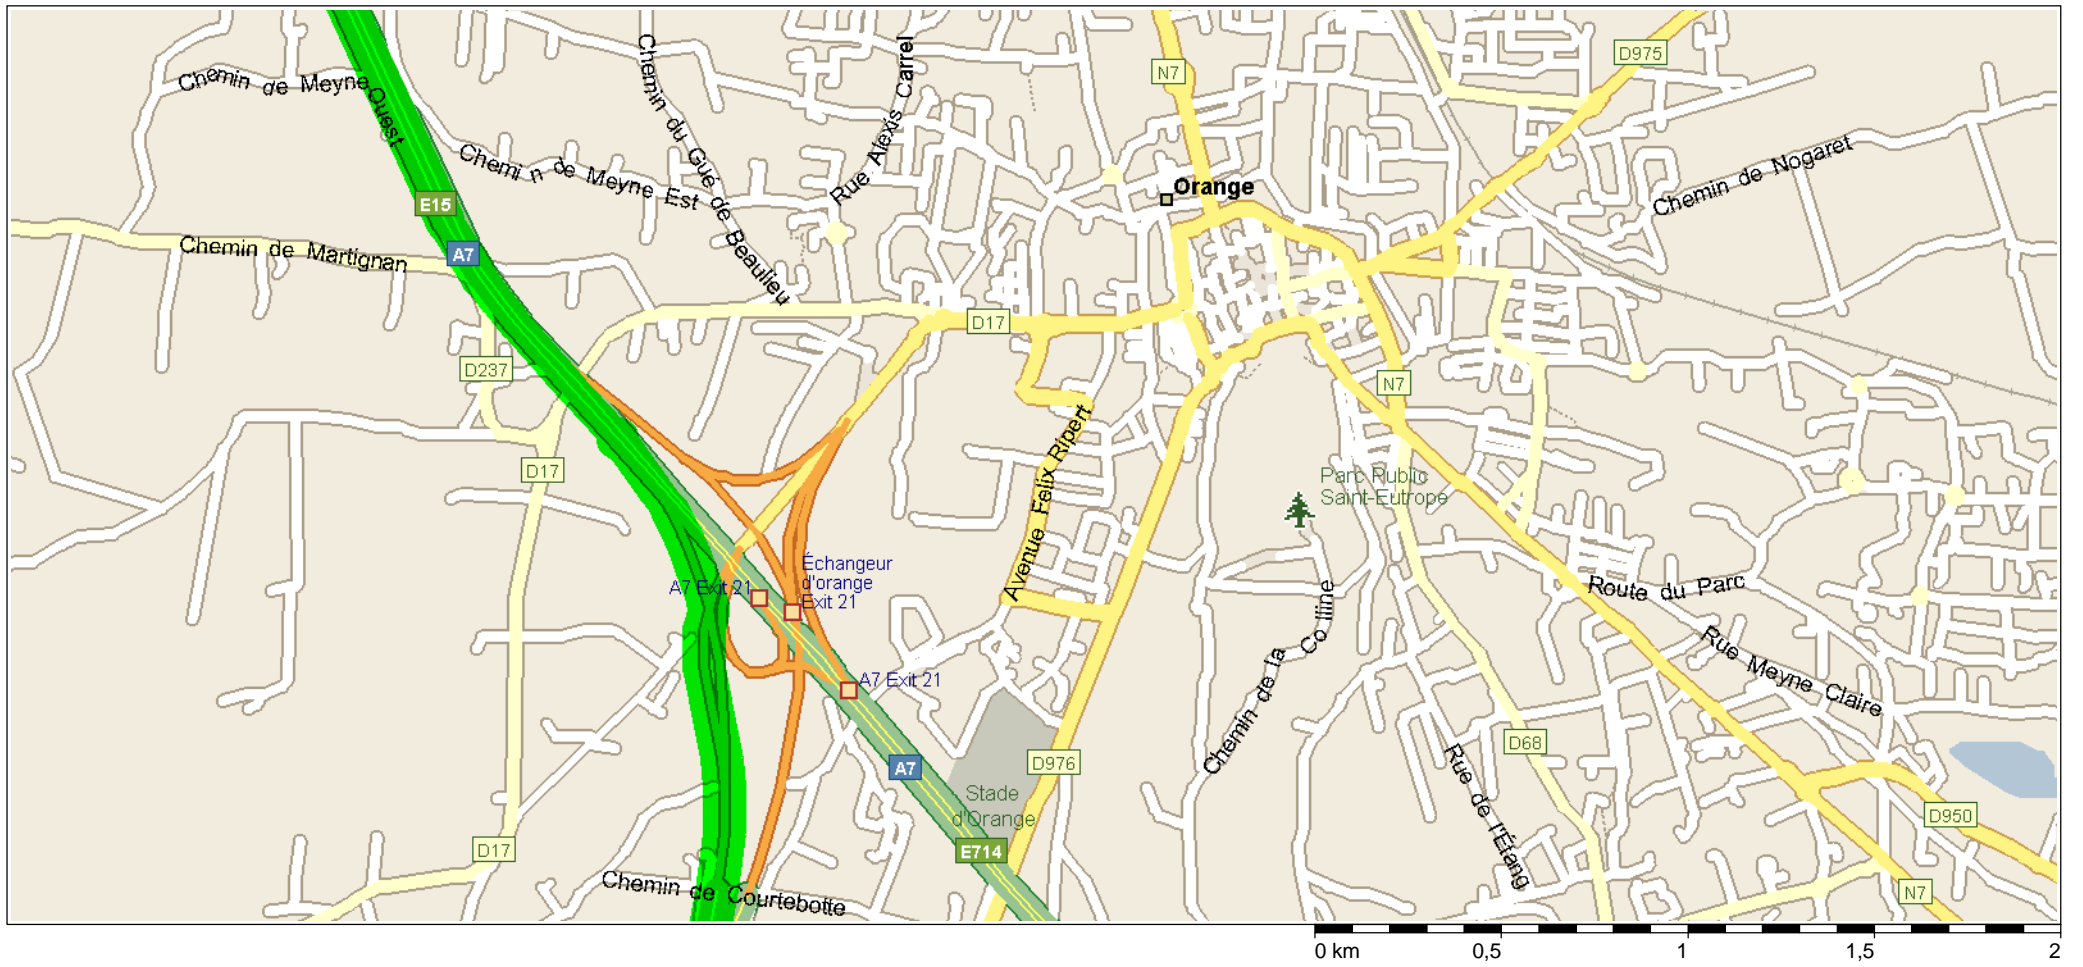 D975
N7
Chemin de Meyne Ouest
Chemin du Gué de Beaulieu
Rue Alexis Carrel
Chemi n de Meyne Est
Chemin de Nogaret
Orange
E15
A7
Chemin de Martignan
D17
D237
N7
D17
Avenue Felix Ripert
Parc Public
Saint-Eutrope
Échangeur
d'orange
Exit 21
A7 Exit 21
A7 Exit 21
Route du Parc
Rue Meyne Claire
Chemin de la Co lline
D68
Rue de l'Étang
D976
A7
Stade
d'Orange
E714
D950
D17
Chemin de Courtebotte
N7
0 km 0,5 1 1,5 2